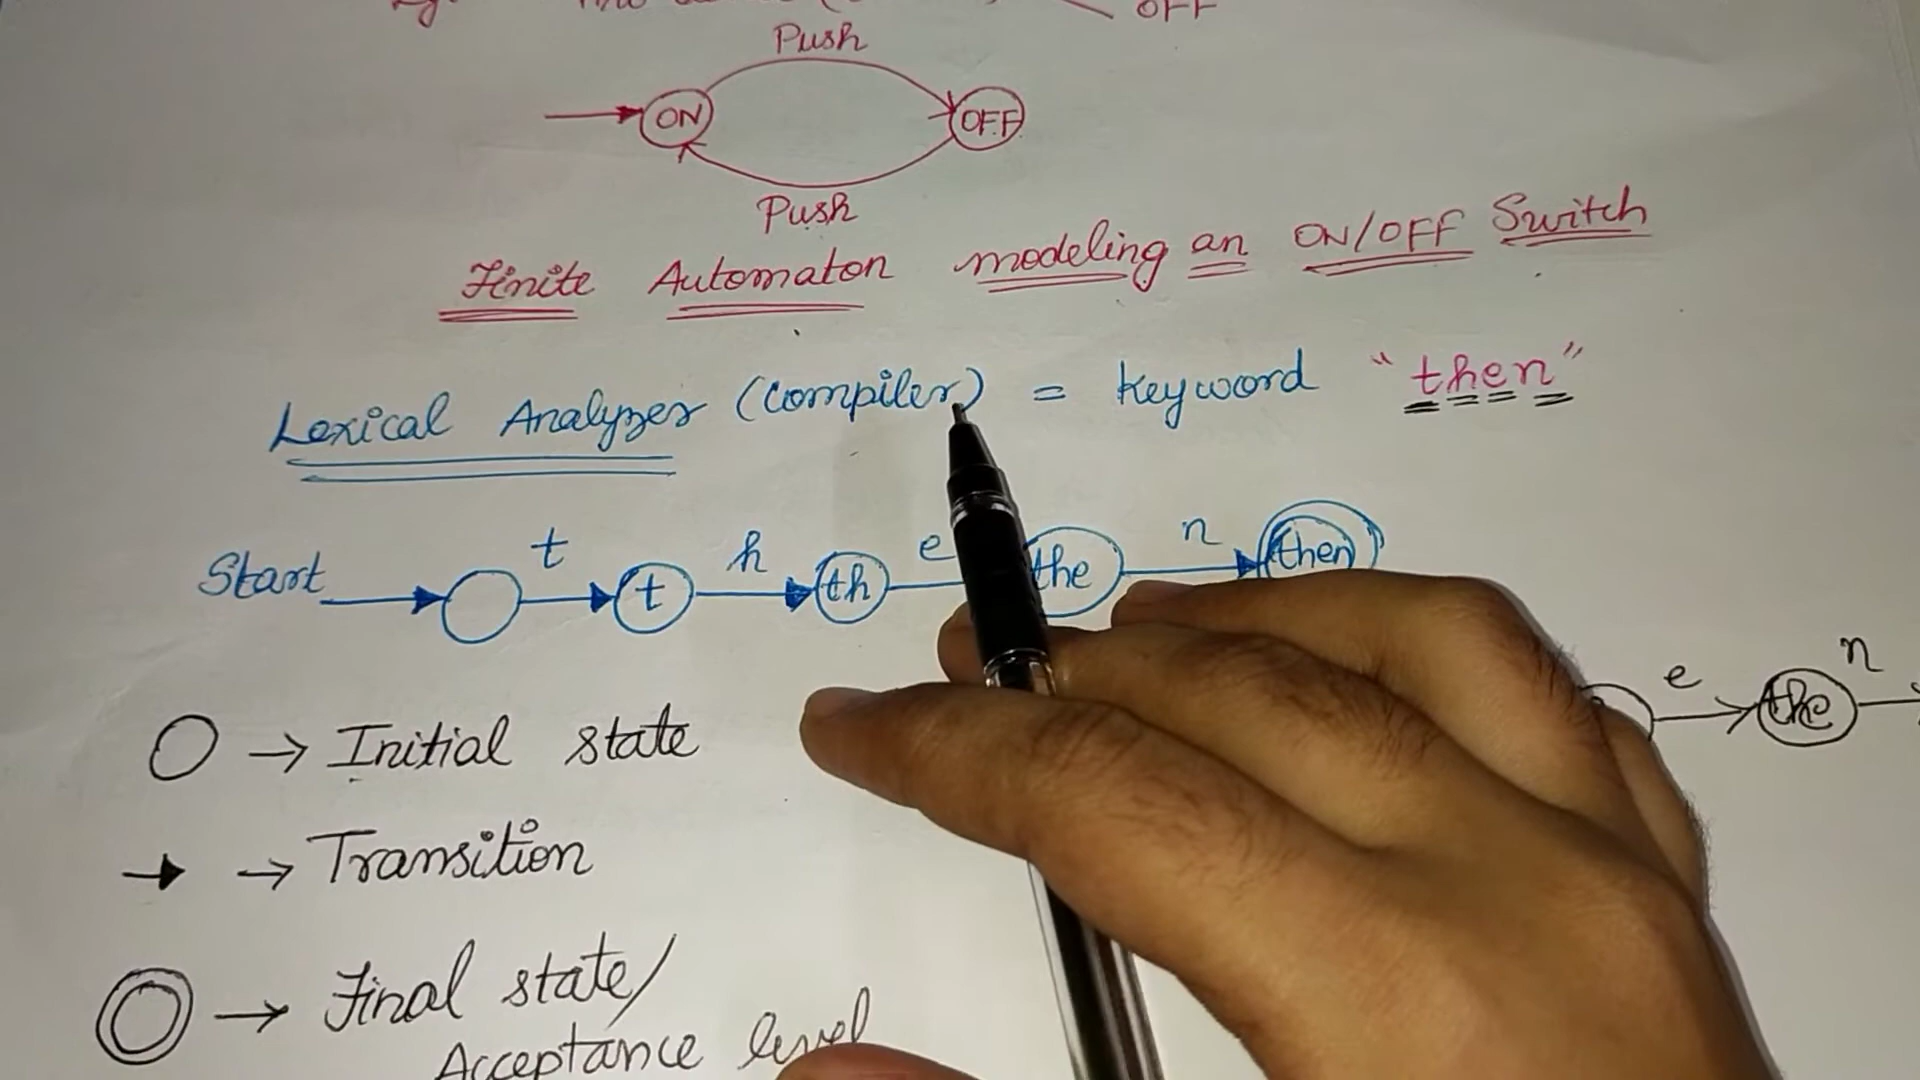 OFF
Push
ON
OFF
Push
Finite Automaton modeling an ON/OFF Switch
Lexical Analyzer (compiler) = keyword "then"
Start t t h th e the n then
e the n
→ Initial state
→ Transition
→ Final state/
Acceptance level